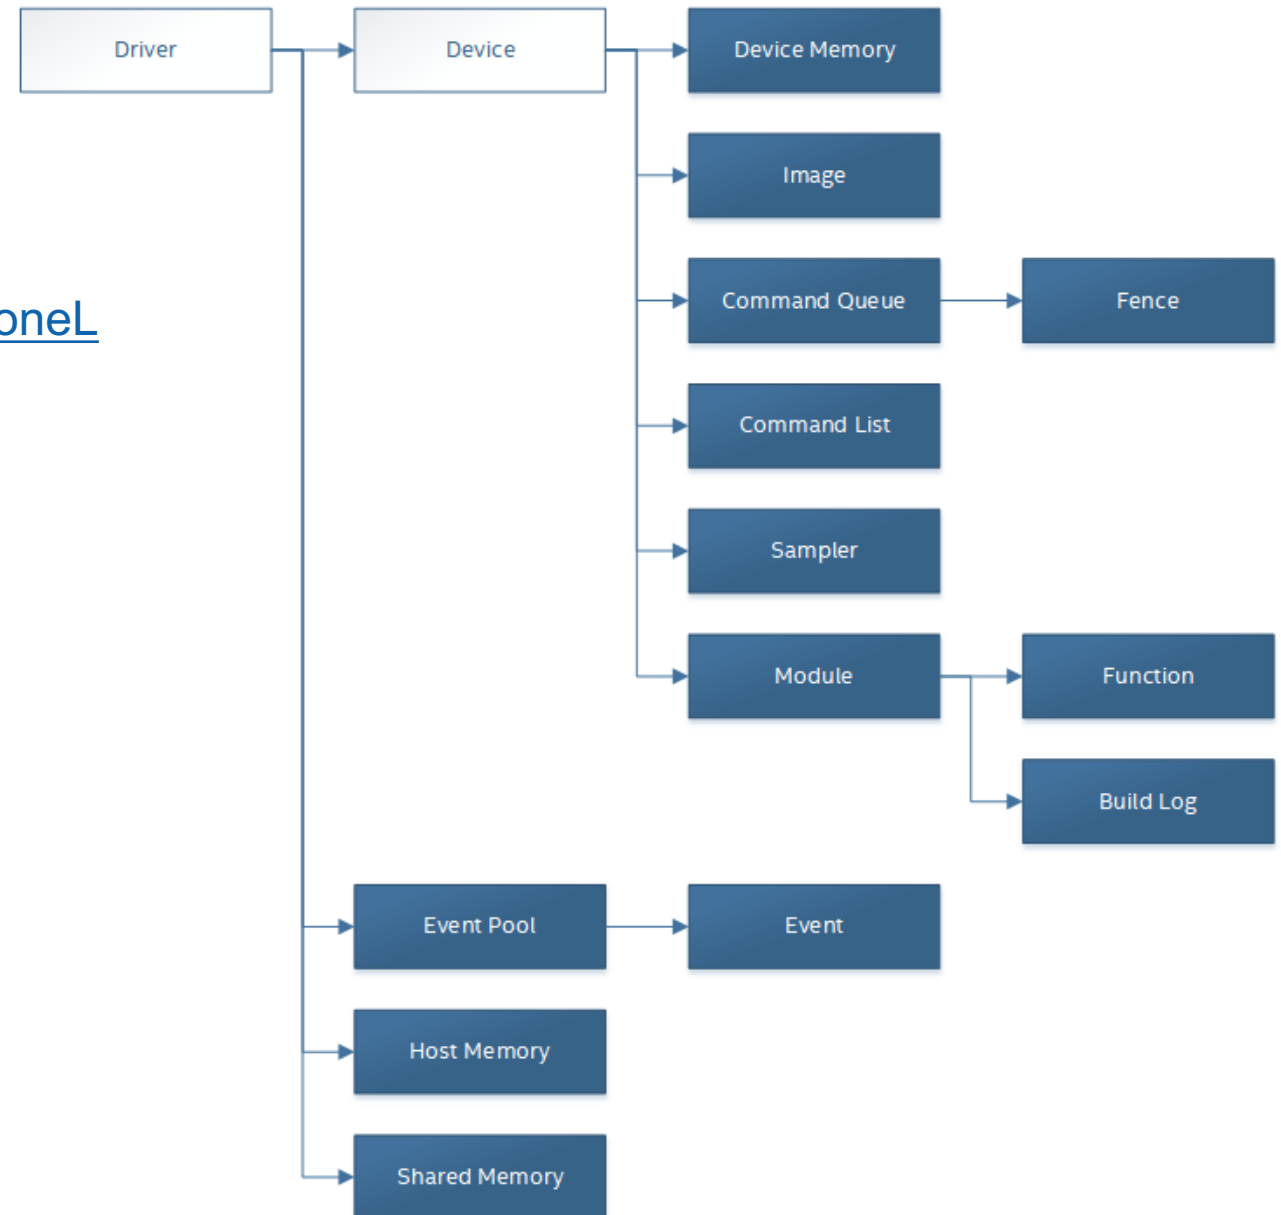 Driver
Device
Device Memory
Image
oneL
Command Queue
Fence
Command List
Sampler
Module
Function
Build Log
Event Pool
Event
Host Memory
Shared Memory